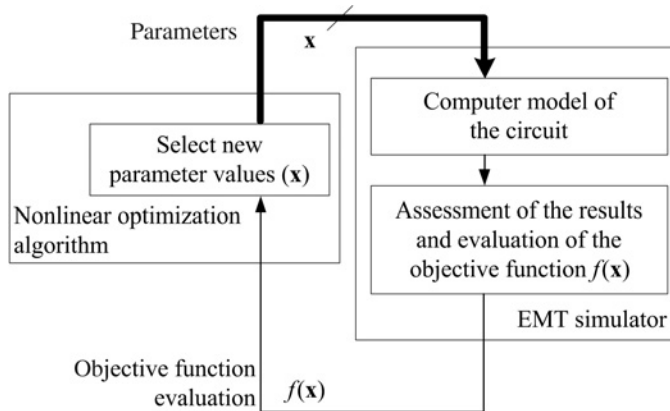 Parameters
x
Computer model of
the circuit
Select new
parameter values (x)
Nonlinear optimization
algorithm
Assessment of the results
and evaluation of the
objective function f(x)
EMT simulator
Objective function
evaluation
f(x)